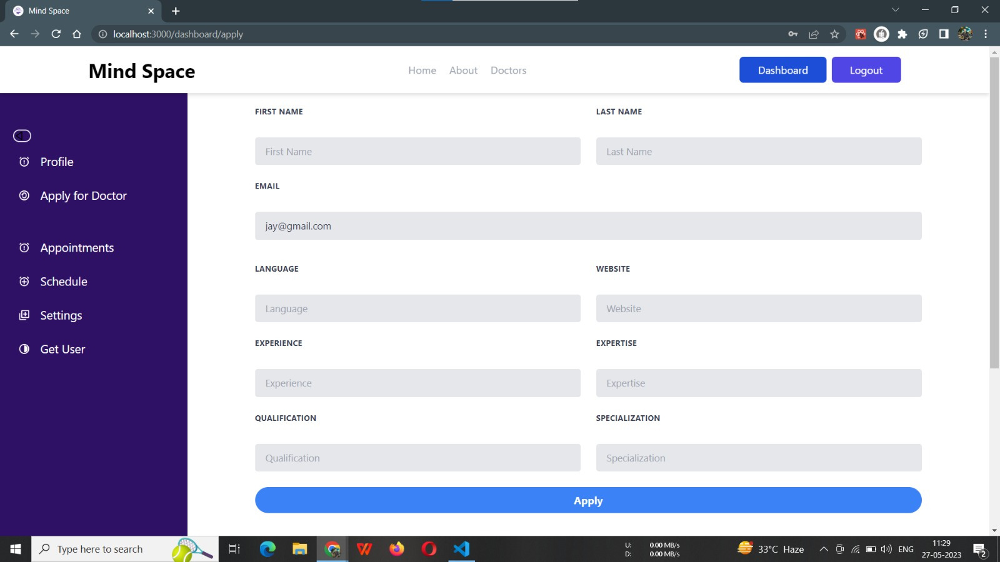 Mind Space
localhost:3000/dashboard/apply
Mind Space
Home About Doctors
Dashboard Logout
Profile
Apply for Doctor
Appointments
Schedule
Settings
Get User
FIRST NAME LAST NAME
First Name Last Name
EMAIL
jay@gmail.com
LANGUAGE WEBSITE
Language Website
EXPERIENCE EXPERTISE
Experience Expertise
QUALIFICATION SPECIALIZATION
Qualification Specialization
Apply
Type here to search
U: 0.00 MB/s
D: 0.00 MB/s
33°C Haze
ENG
11:29
27-05-2023
2